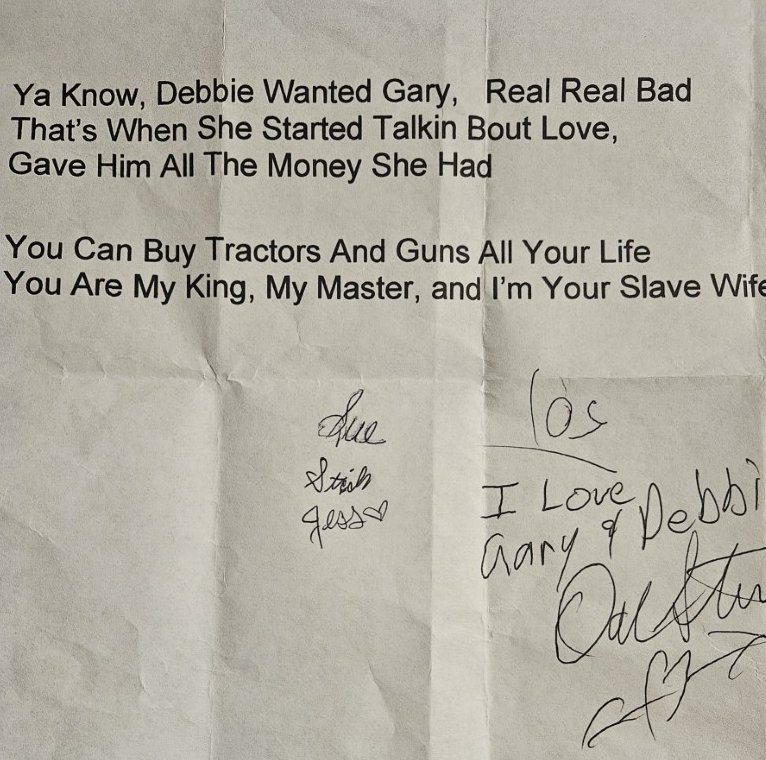 Ya Know, Debbie Wanted Gary, Real Real Bad
That's When She Started Talkin Bout Love,
Gave Him All The Money She Had
You Can Buy Tractors And Guns All Your Life
You Are My King, My Master, and I'm Your Slave Wife
Sue
Jess♡
I Love
Gary & Debbi